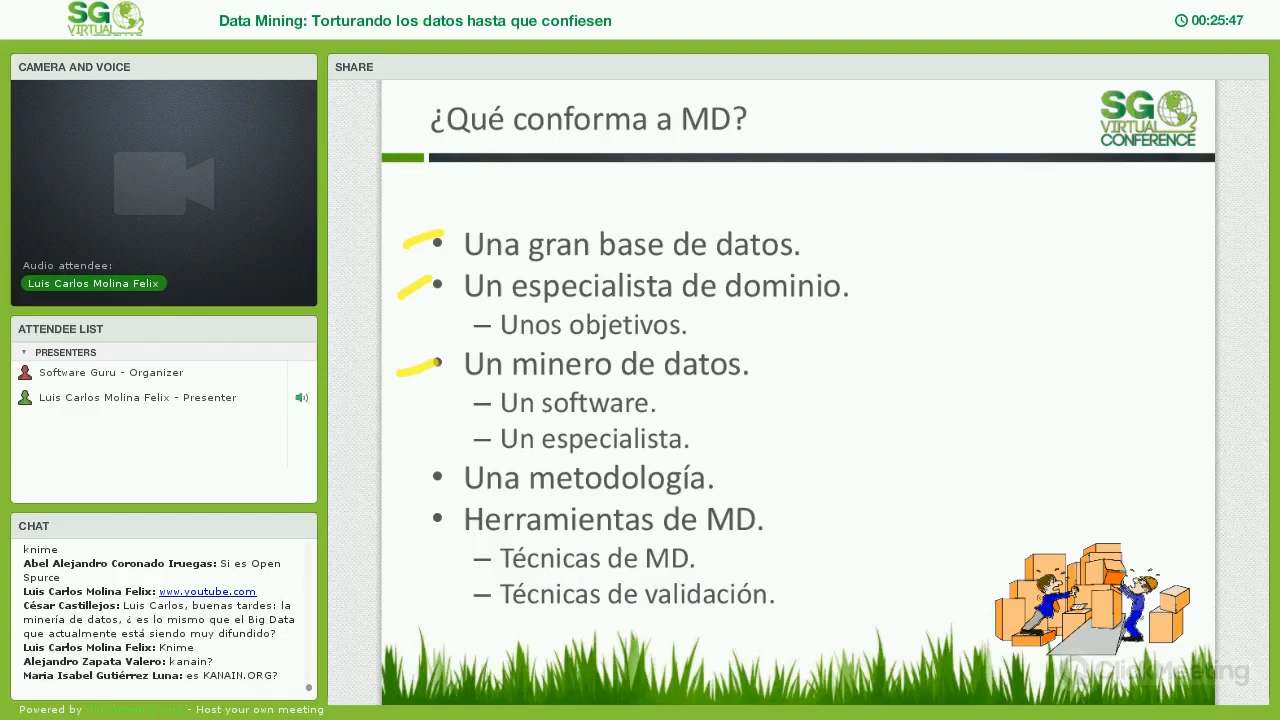 SG
VIRTUAL
CONFERENCE
Data Mining: Torturando los datos hasta que confiesen
00:25:47
CAMERA AND VOICE
Audio attendee:
Luis Carlos Molina Felix
ATTENDEE LIST
PRESENTERS
Software Guru - Organizer
Luis Carlos Molina Felix - Presenter
CHAT
knime
Abel Alejandro Coronado Iruegas: Si es Open
Spurce
Luis Carlos Molina Felix: www.youtube.com
César Castillejos: Luis Carlos, buenas tardes: la
minería de datos, ¿ es lo mismo que el Big Data
que actualmente está siendo muy difundido?
Luis Carlos Molina Felix: Knime
Alejandro Zapata Valero: kanain?
Maria Isabel Gutiérrez Luna: es KANAIN.ORG?
Powered by - Host your own meeting
SHARE
¿Qué conforma a MD?
SG
VIRTUAL
CONFERENCE
• Una gran base de datos.
• Un especialista de dominio.
– Unos objetivos.
• Un minero de datos.
– Un software.
– Un especialista.
• Una metodología.
• Herramientas de MD.
– Técnicas de MD.
– Técnicas de validación.
ClickMeeting